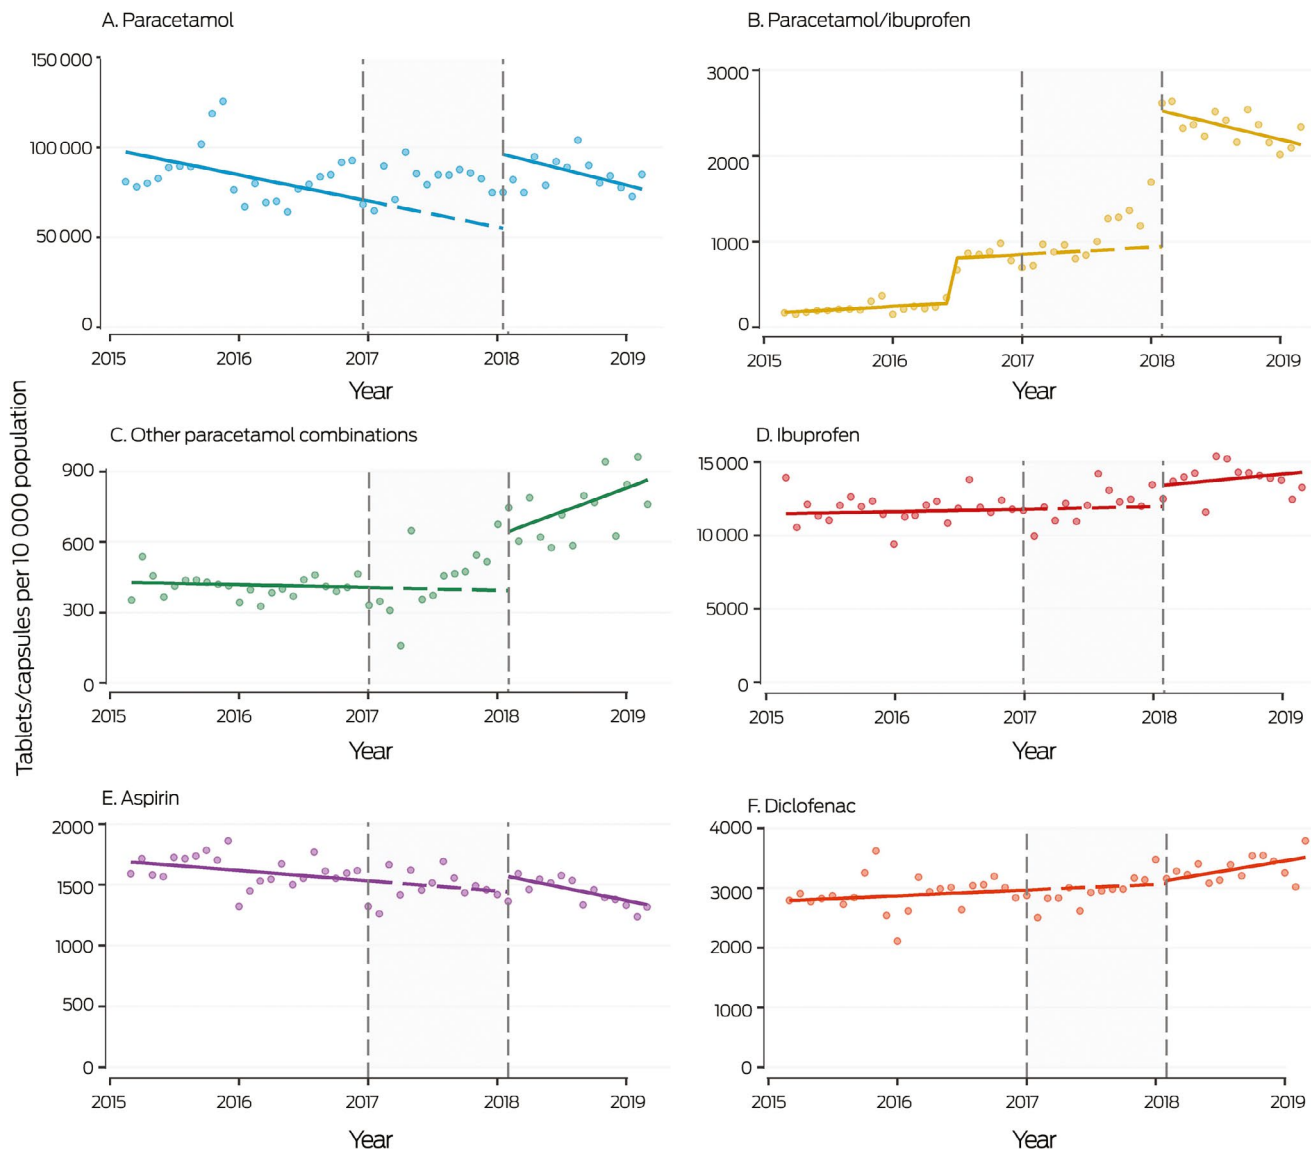 A. Paracetamol
150 000
100 000
50 000
0
2015 2016 2017 2018 2019
Year
B. Paracetamol/ibuprofen
3000
2000
1000
0
2015 2016 2017 2018 2019
Year
Tablets/capsules per 10 000 population
C. Other paracetamol combinations
900
600
300
0
2015 2016 2017 2018 2019
Year
D. Ibuprofen
15 000
10 000
5000
0
2015 2016 2017 2018 2019
Year
E. Aspirin
2000
1500
1000
500
0
2015 2016 2017 2018 2019
Year
F. Diclofenac
4000
3000
2000
1000
0
2015 2016 2017 2018 2019
Year